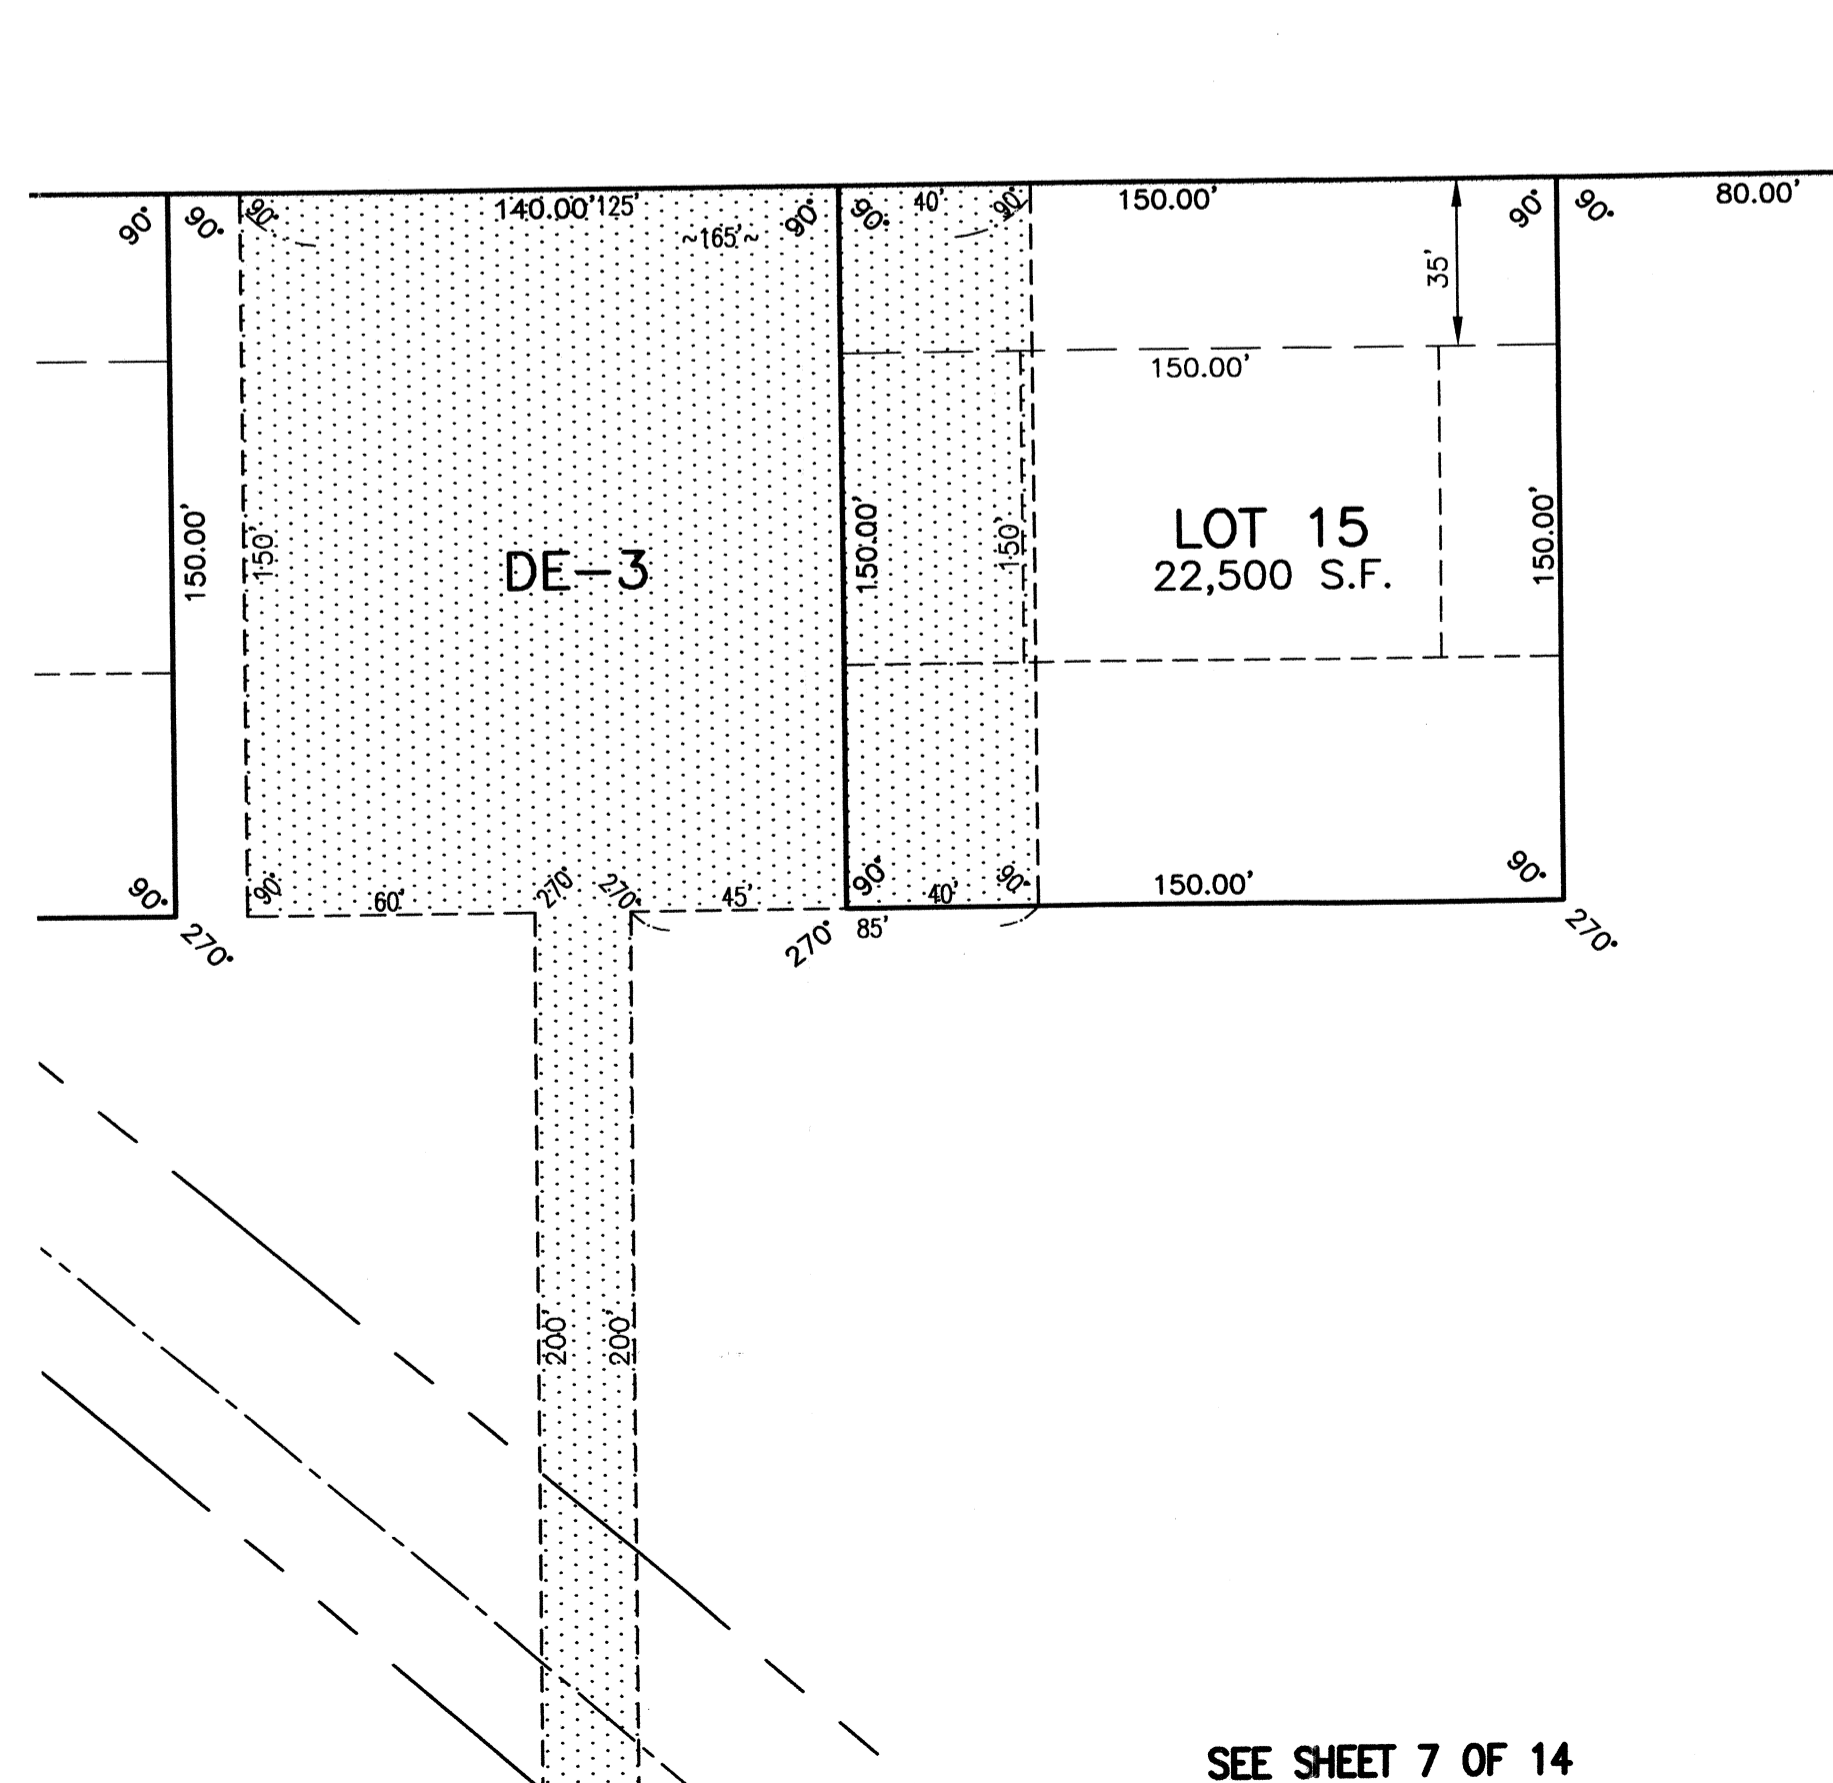 90° 90° 90° 140.00' 125' 90° 90° 40' 90° 150.00' 90° 90° 80.00'
~165'~
35'
150.00'
150.00' 150' DE-3 150.00' 150' LOT 15 150.00'
22,500 S.F.
90° 90° 60' 270° 270° 45' 90° 40' 90° 150.00' 90°
270° 270° 85' 270°
200' 200'
SEE SHEET 7 OF 14